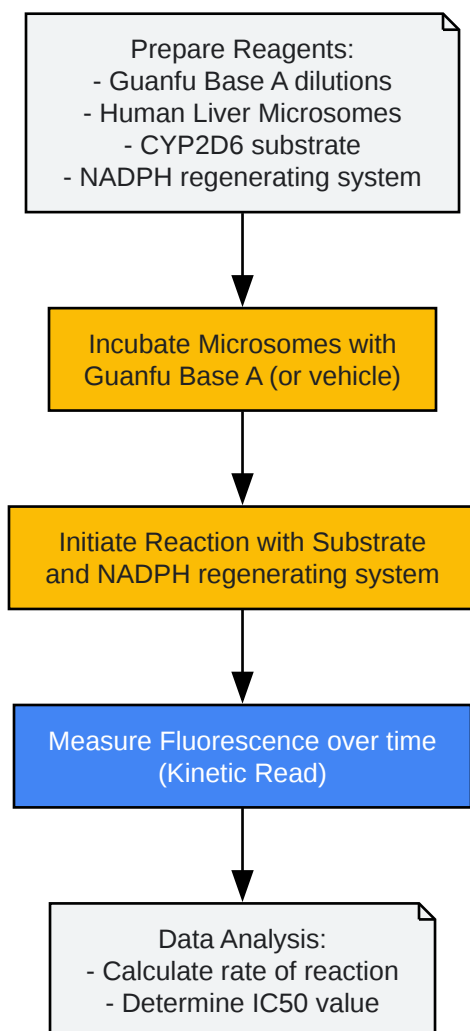 Prepare Reagents:
- Guanfu Base A dilutions
- Human Liver Microsomes
- CYP2D6 substrate
- NADPH regenerating system
Incubate Microsomes with
Guanfu Base A (or vehicle)
Initiate Reaction with Substrate
and NADPH regenerating system
Measure Fluorescence over time
(Kinetic Read)
Data Analysis:
- Calculate rate of reaction
- Determine IC50 value